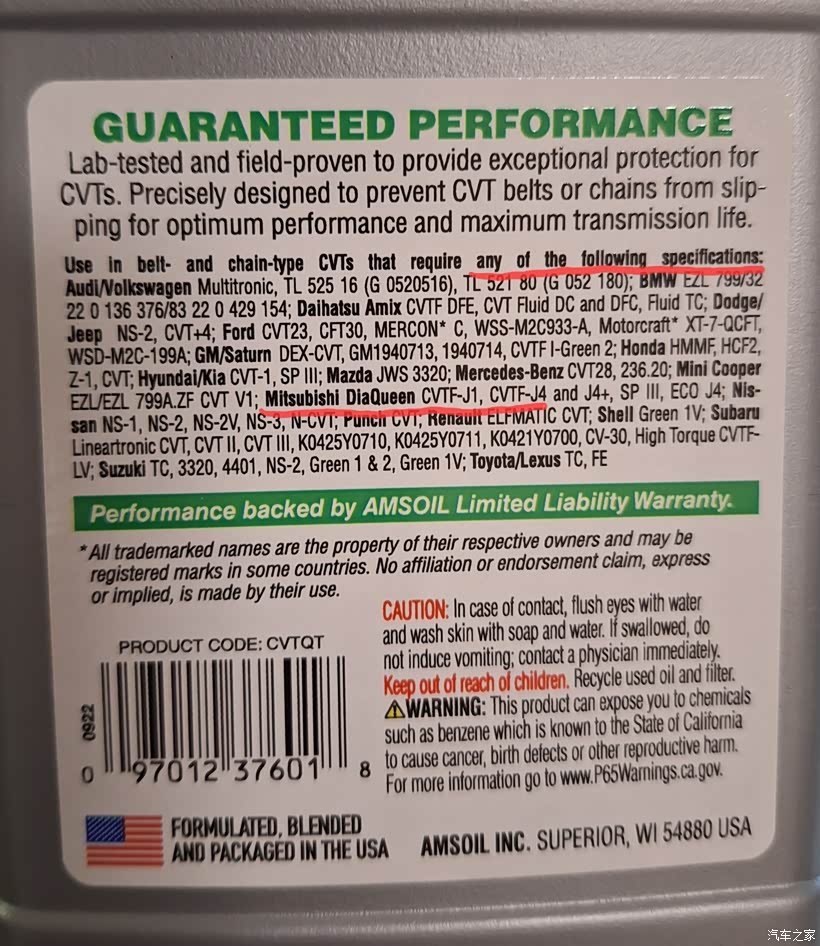 GUARANTEED PERFORMANCE
Lab-tested and field-proven to provide exceptional protection for
CVTs. Precisely designed to prevent CVT belts or chains from slip-
ping for optimum performance and maximum transmission life.
Use in belt- and chain-type CVTs that require any of the following specifications:
Audi/Volkswagen Multitronic, TL 525 16 (G 0520516), TL 521 80 (G 052 180); BMW EZL 799/32
22 0 136 376/83 22 0 429 154; Daihatsu Amix CVTF DFE, CVT Fluid DC and DFC, Fluid TC; Dodge/
Jeep NS-2, CVT+4; Ford CVT23, CFT30, MERCON* C, WSS-M2C933-A, Motorcraft* XT-7-QCFT,
WSD-M2C-199A; GM/Saturn DEX-CVT, GM1940713, 1940714, CVTF I-Green 2; Honda HMMF, HCF2,
Z-1, CVT; Hyundai/Kia CVT-1, SP III; Mazda JWS 3320; Mercedes-Benz CVT28, 236.20; Mini Cooper
EZL/EZL 799A.ZF CVT V1; Mitsubishi DiaQueen CVTF-J1, CVTF-J4 and J4+, SP III, ECO J4; Nis-
san NS-1, NS-2, NS-2V, NS-3, N-CVT; Punch CVT; Renault ELFMATIC CVT; Shell Green 1V; Subaru
Lineartronic CVT, CVT II, CVT III, K0425Y0710, K0425Y0711, K0421Y0700, CV-30, High Torque CVTF-
LV; Suzuki TC, 3320, 4401, NS-2, Green 1 & 2, Green 1V; Toyota/Lexus TC, FE
Performance backed by AMSOIL Limited Liability Warranty.
*All trademarked names are the property of their respective owners and may be
registered marks in some countries. No affiliation or endorsement claim, express
or implied, is made by their use.
PRODUCT CODE: CVTQT
0922
0 97012 37601 8
CAUTION: In case of contact, flush eyes with water
and wash skin with soap and water. If swallowed, do
not induce vomiting; contact a physician immediately.
Keep out of reach of children. Recycle used oil and filter.
WARNING: This product can expose you to chemicals
such as benzene which is known to the State of California
to cause cancer, birth defects or other reproductive harm.
For more information go to www.P65Warnings.ca.gov.
FORMULATED, BLENDED
AND PACKAGED IN THE USA
AMSOIL INC. SUPERIOR, WI 54880 USA
汽车之家